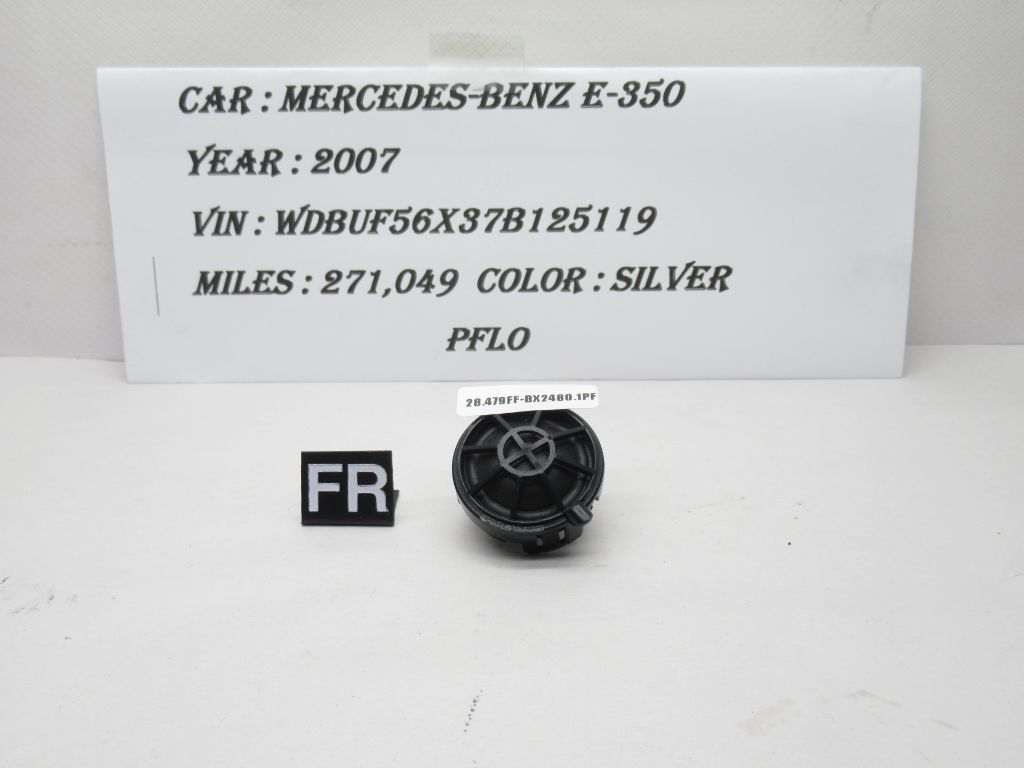 CAR : MERCEDES-BENZ E-350
YEAR : 2007
VIN : WDBUF56X37B125119
MILES : 271,049 COLOR : SILVER
PFLO
28.479FF-BX2480.1PF
FR